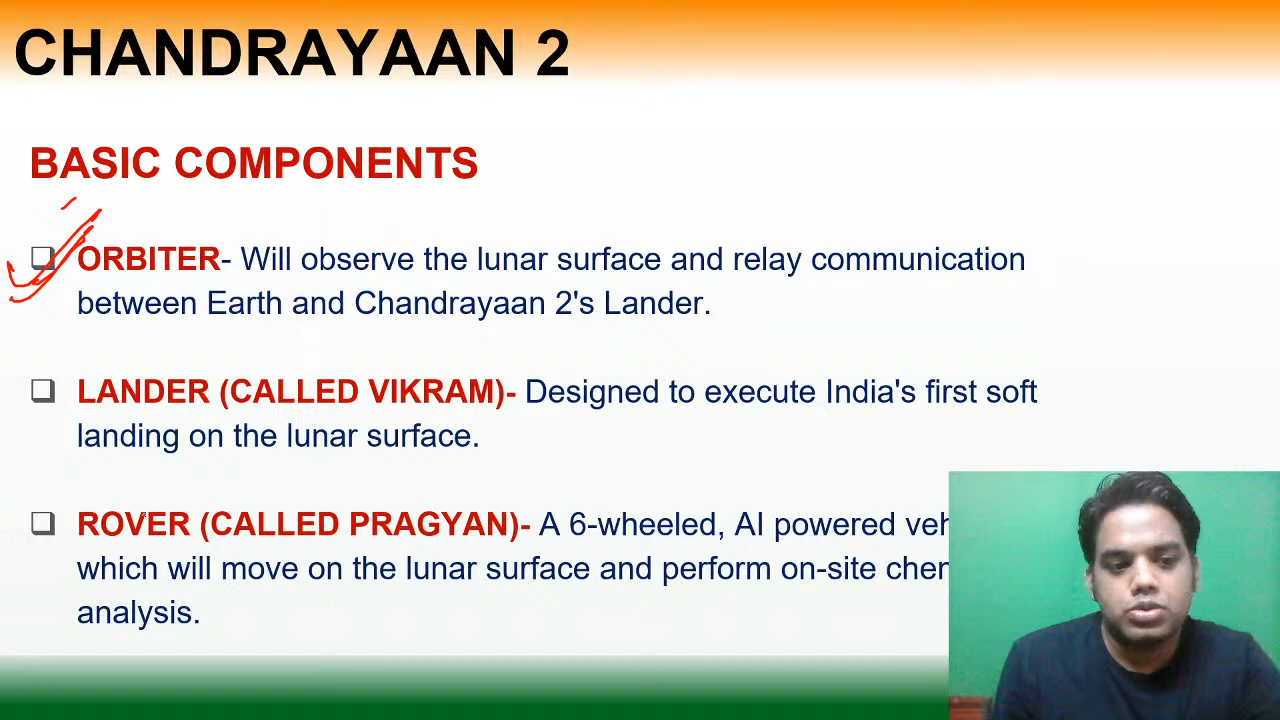 CHANDRAYAAN 2
BASIC COMPONENTS
ORBITER- Will observe the lunar surface and relay communication
between Earth and Chandrayaan 2's Lander.
LANDER (CALLED VIKRAM)- Designed to execute India's first soft
landing on the lunar surface.
ROVER (CALLED PRAGYAN)- A 6-wheeled, AI powered
which will move on the lunar surface and perform on-site
analysis.